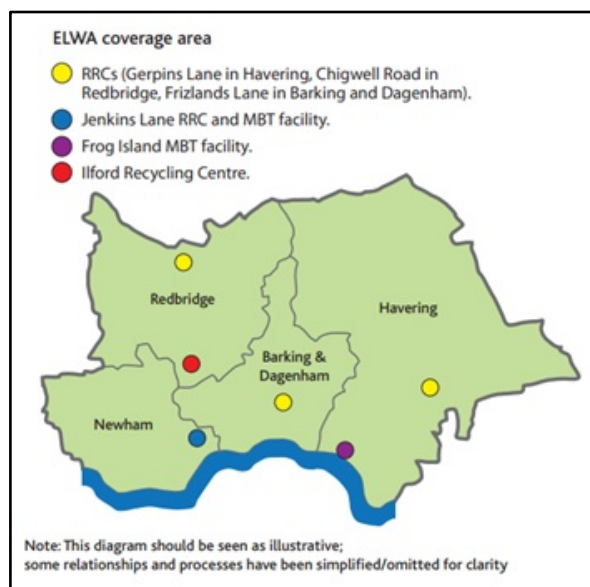 ELWA coverage area
RRCs (Gerpins Lane in Havering, Chigwell Road in
Redbridge, Frizlands Lane in Barking and Dagenham).
Jenkins Lane RRC and MBT facility.
Frog Island MBT facility.
Ilford Recycling Centre.
Redbridge
Havering
Barking &
Dagenham
Newham
Note: This diagram should be seen as illustrative;
some relationships and processes have been simplified/omitted for clarity